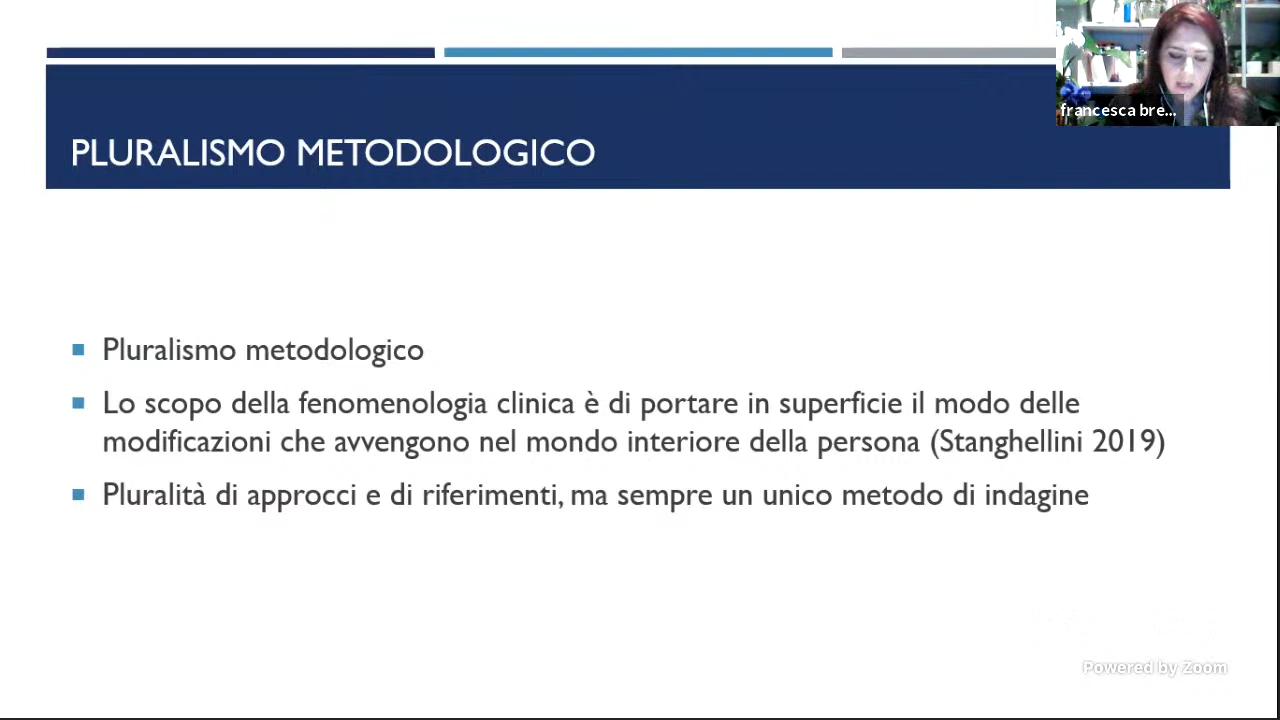 francesca bre...
PLURALISMO METODOLOGICO
Pluralismo metodologico
Lo scopo della fenomenologia clinica è di portare in superficie il modo delle
modificazioni che avvengono nel mondo interiore della persona (Stanghellini 2019)
Pluralità di approcci e di riferimenti, ma sempre un unico metodo di indagine
Powered by Zoom